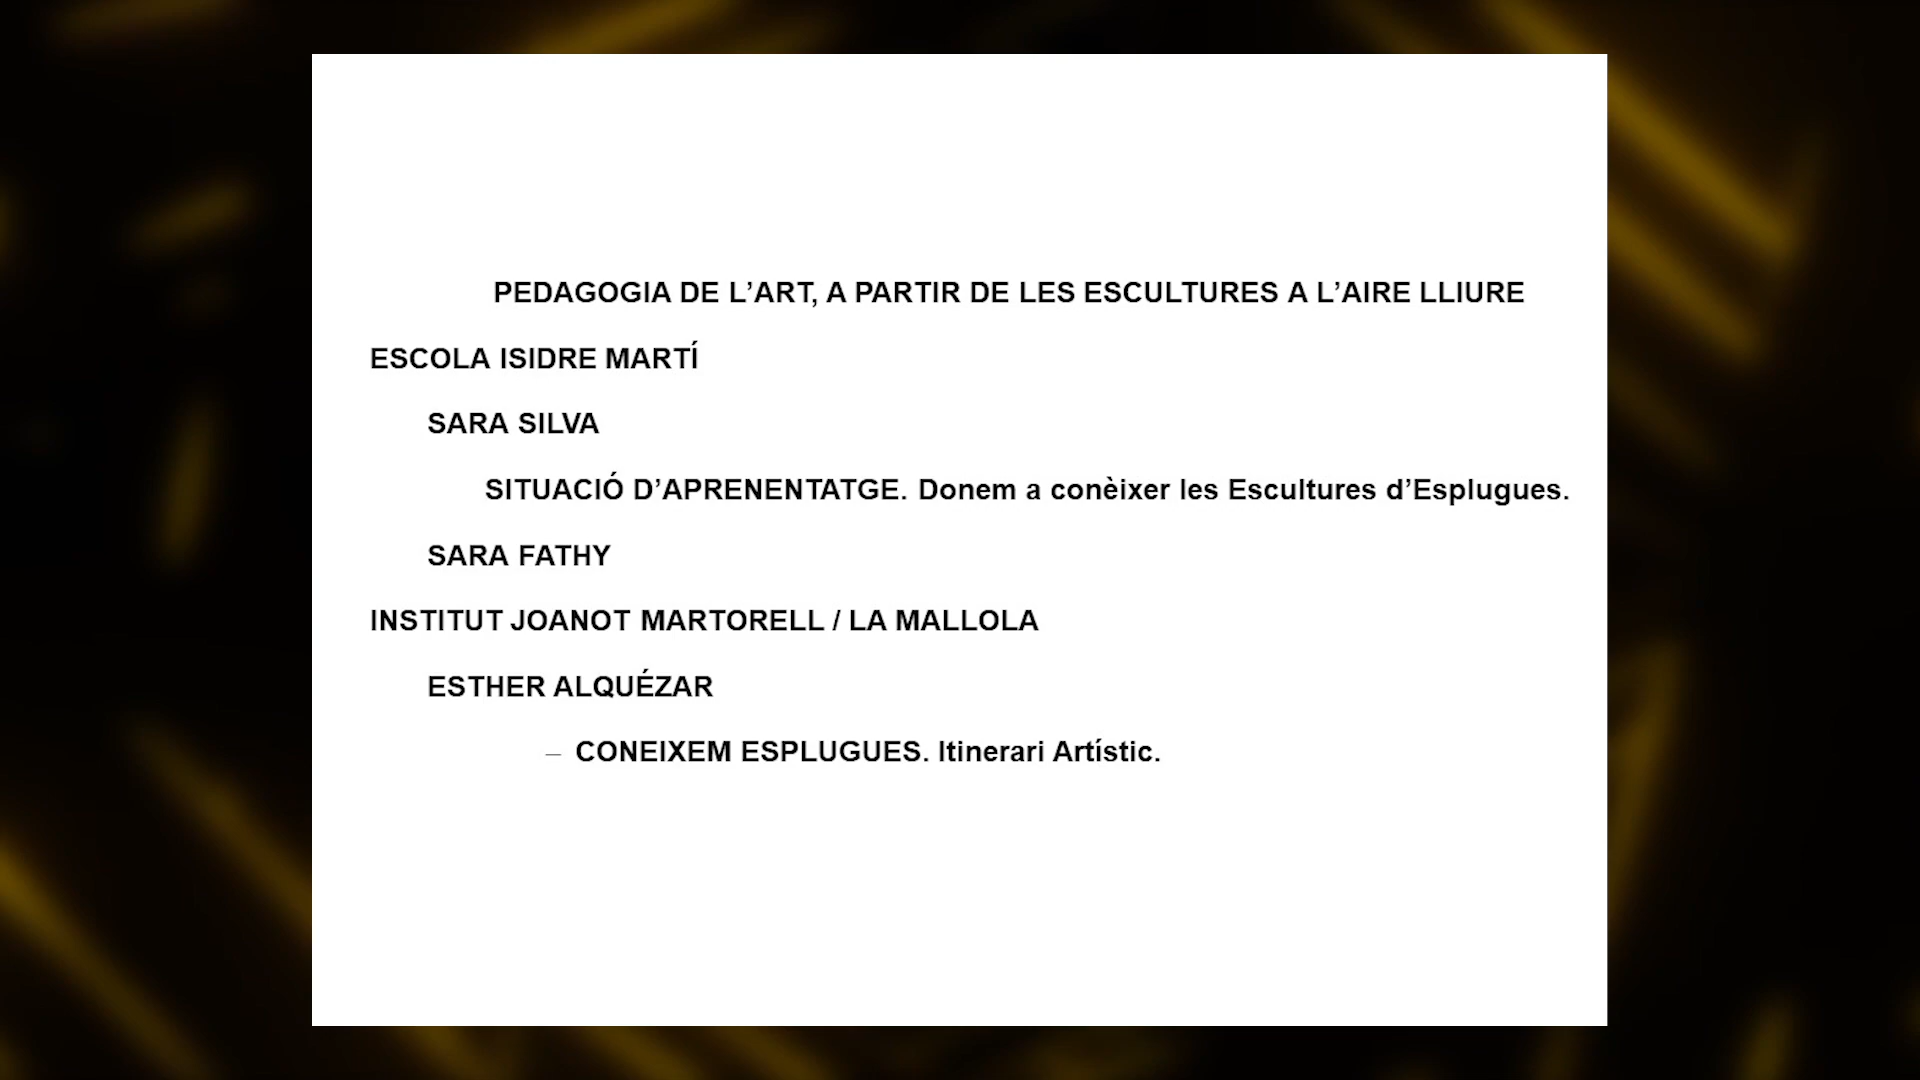 PEDAGOGIA DE L’ART, A PARTIR DE LES ESCULTURES A L’AIRE LLIURE
ESCOLA ISIDRE MARTÍ
SARA SILVA
SITUACIÓ D’APRENENTATGE. Donem a conèixer les Escultures d’Esplugues.
SARA FATHY
INSTITUT JOANOT MARTORELL / LA MALLOLA
ESTHER ALQUÉZAR
– CONEIXEM ESPLUGUES. Itinerari Artístic.